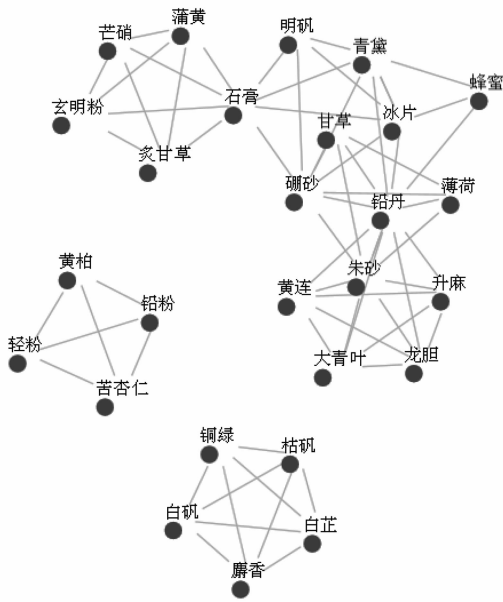 蒲黄
芒硝
明矾
青黛
蜂蜜
石膏
玄明粉
甘草
冰片
炙甘草
硼砂
铅丹
薄荷
朱砂
黄连
升麻
大青叶
龙胆
黄柏
铅粉
轻粉
苦杏仁
铜绿
枯矾
白矾
白芷
麝香